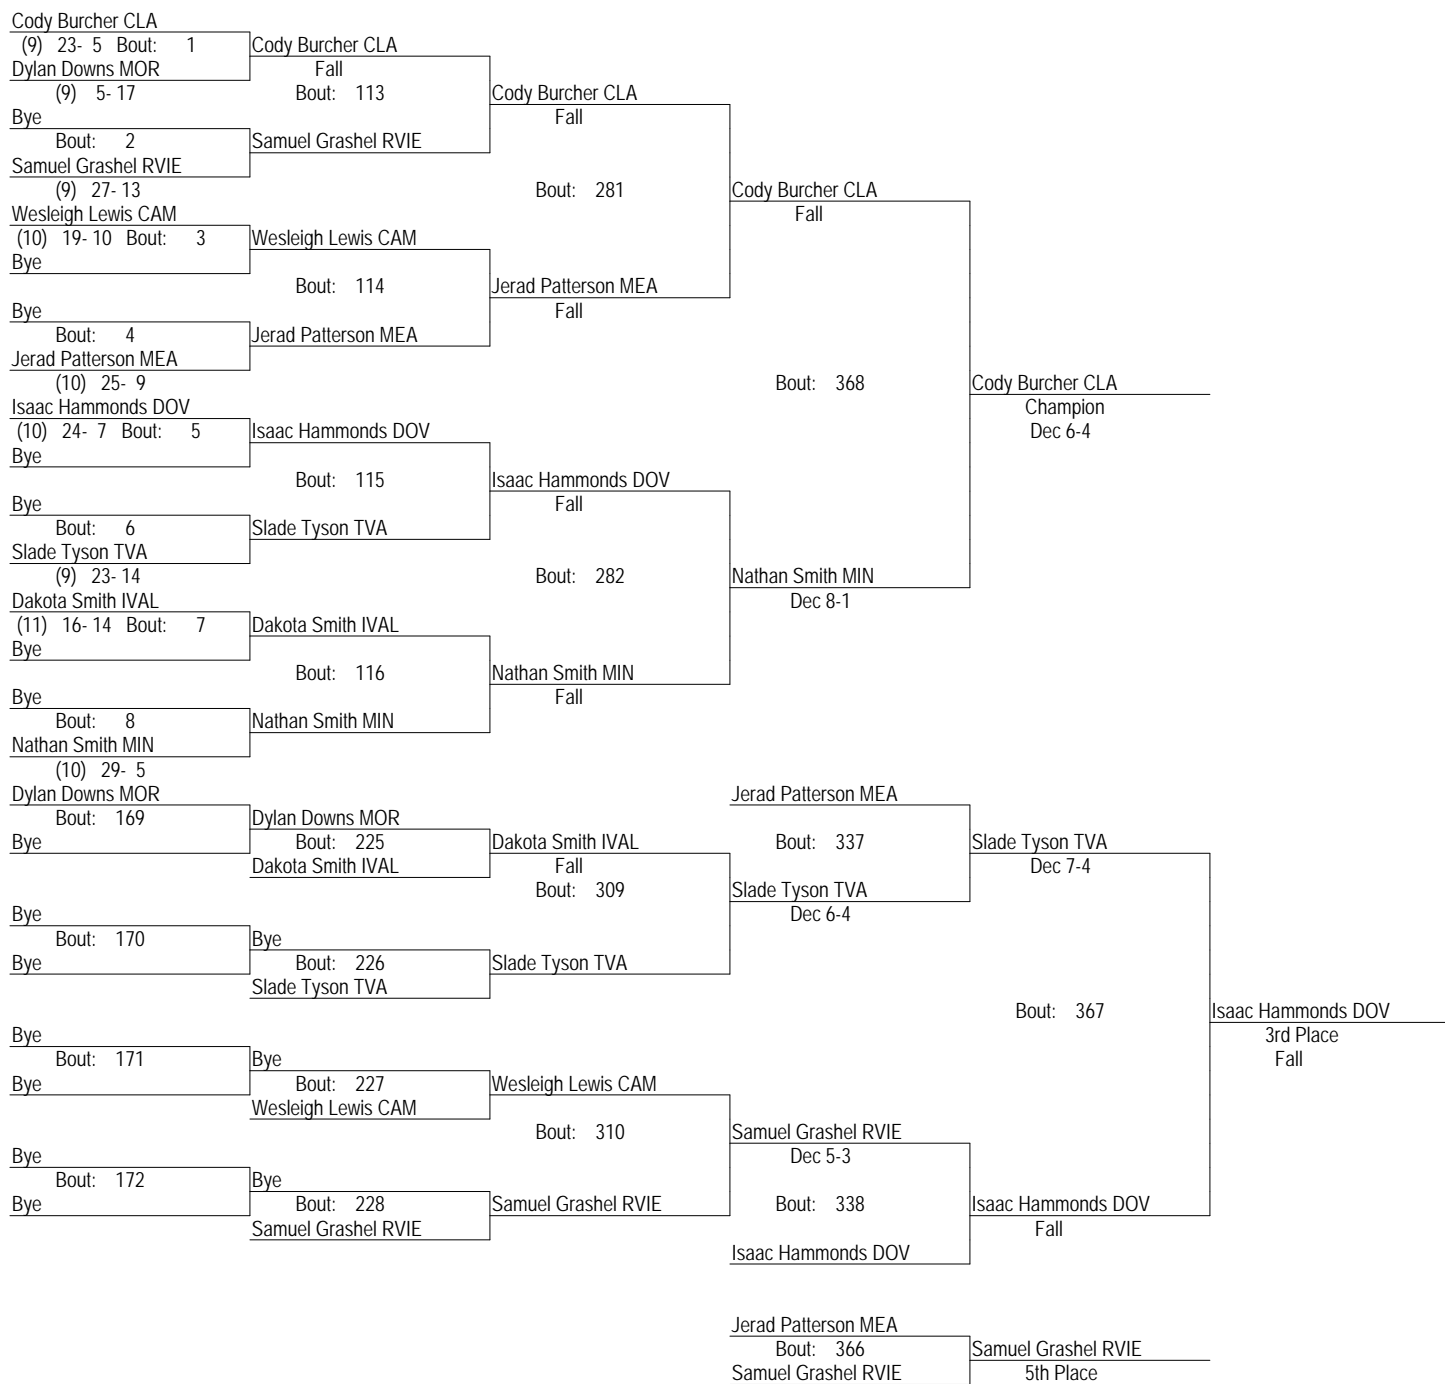 Cody Burcher CLA
(9) 23- 5 Bout: 1 Cody Burcher CLA
Dylan Downs MOR Fall
(9) 5- 17 Bout: 113 Cody Burcher CLA
Bye Fall
Bout: 2 Samuel Grashel RVIE
Samuel Grashel RVIE
(9) 27- 13 Bout: 281 Cody Burcher CLA
Wesleigh Lewis CAM Fall
(10) 19- 10 Bout: 3 Wesleigh Lewis CAM
Bye
Bout: 114 Jerad Patterson MEA
Bye Fall
Bout: 4 Jerad Patterson MEA
Jerad Patterson MEA
(10) 25- 9 Bout: 368 Cody Burcher CLA
Isaac Hammonds DOV Champion
(10) 24- 7 Bout: 5 Isaac Hammonds DOV Dec 6-4
Bye
Bout: 115 Isaac Hammonds DOV
Bye Fall
Bout: 6 Slade Tyson TVA
Slade Tyson TVA
(9) 23- 14 Bout: 282 Nathan Smith MIN
Dakota Smith IVAL Dec 8-1
(11) 16- 14 Bout: 7 Dakota Smith IVAL
Bye
Bout: 116 Nathan Smith MIN
Bye Fall
Bout: 8 Nathan Smith MIN
Nathan Smith MIN
(10) 29- 5
Dylan Downs MOR Jerad Patterson MEA
Bout: 169 Dylan Downs MOR
Bye Bout: 225 Dakota Smith IVAL Bout: 337 Slade Tyson TVA
Dakota Smith IVAL Fall Dec 7-4
Bout: 309 Slade Tyson TVA
Bye Dec 6-4
Bout: 170 Bye
Bye Bout: 226 Slade Tyson TVA
Slade Tyson TVA
Bout: 367 Isaac Hammonds DOV
Bye 3rd Place
Bout: 171 Bye Fall
Bye Bout: 227 Wesleigh Lewis CAM
Wesleigh Lewis CAM
Bout: 310 Samuel Grashel RVIE
Bye Dec 5-3
Bout: 172 Bye
Bye Bout: 228 Samuel Grashel RVIE Bout: 338 Isaac Hammonds DOV
Samuel Grashel RVIE Fall
Isaac Hammonds DOV
Jerad Patterson MEA
Bout: 366 Samuel Grashel RVIE
Samuel Grashel RVIE 5th Place